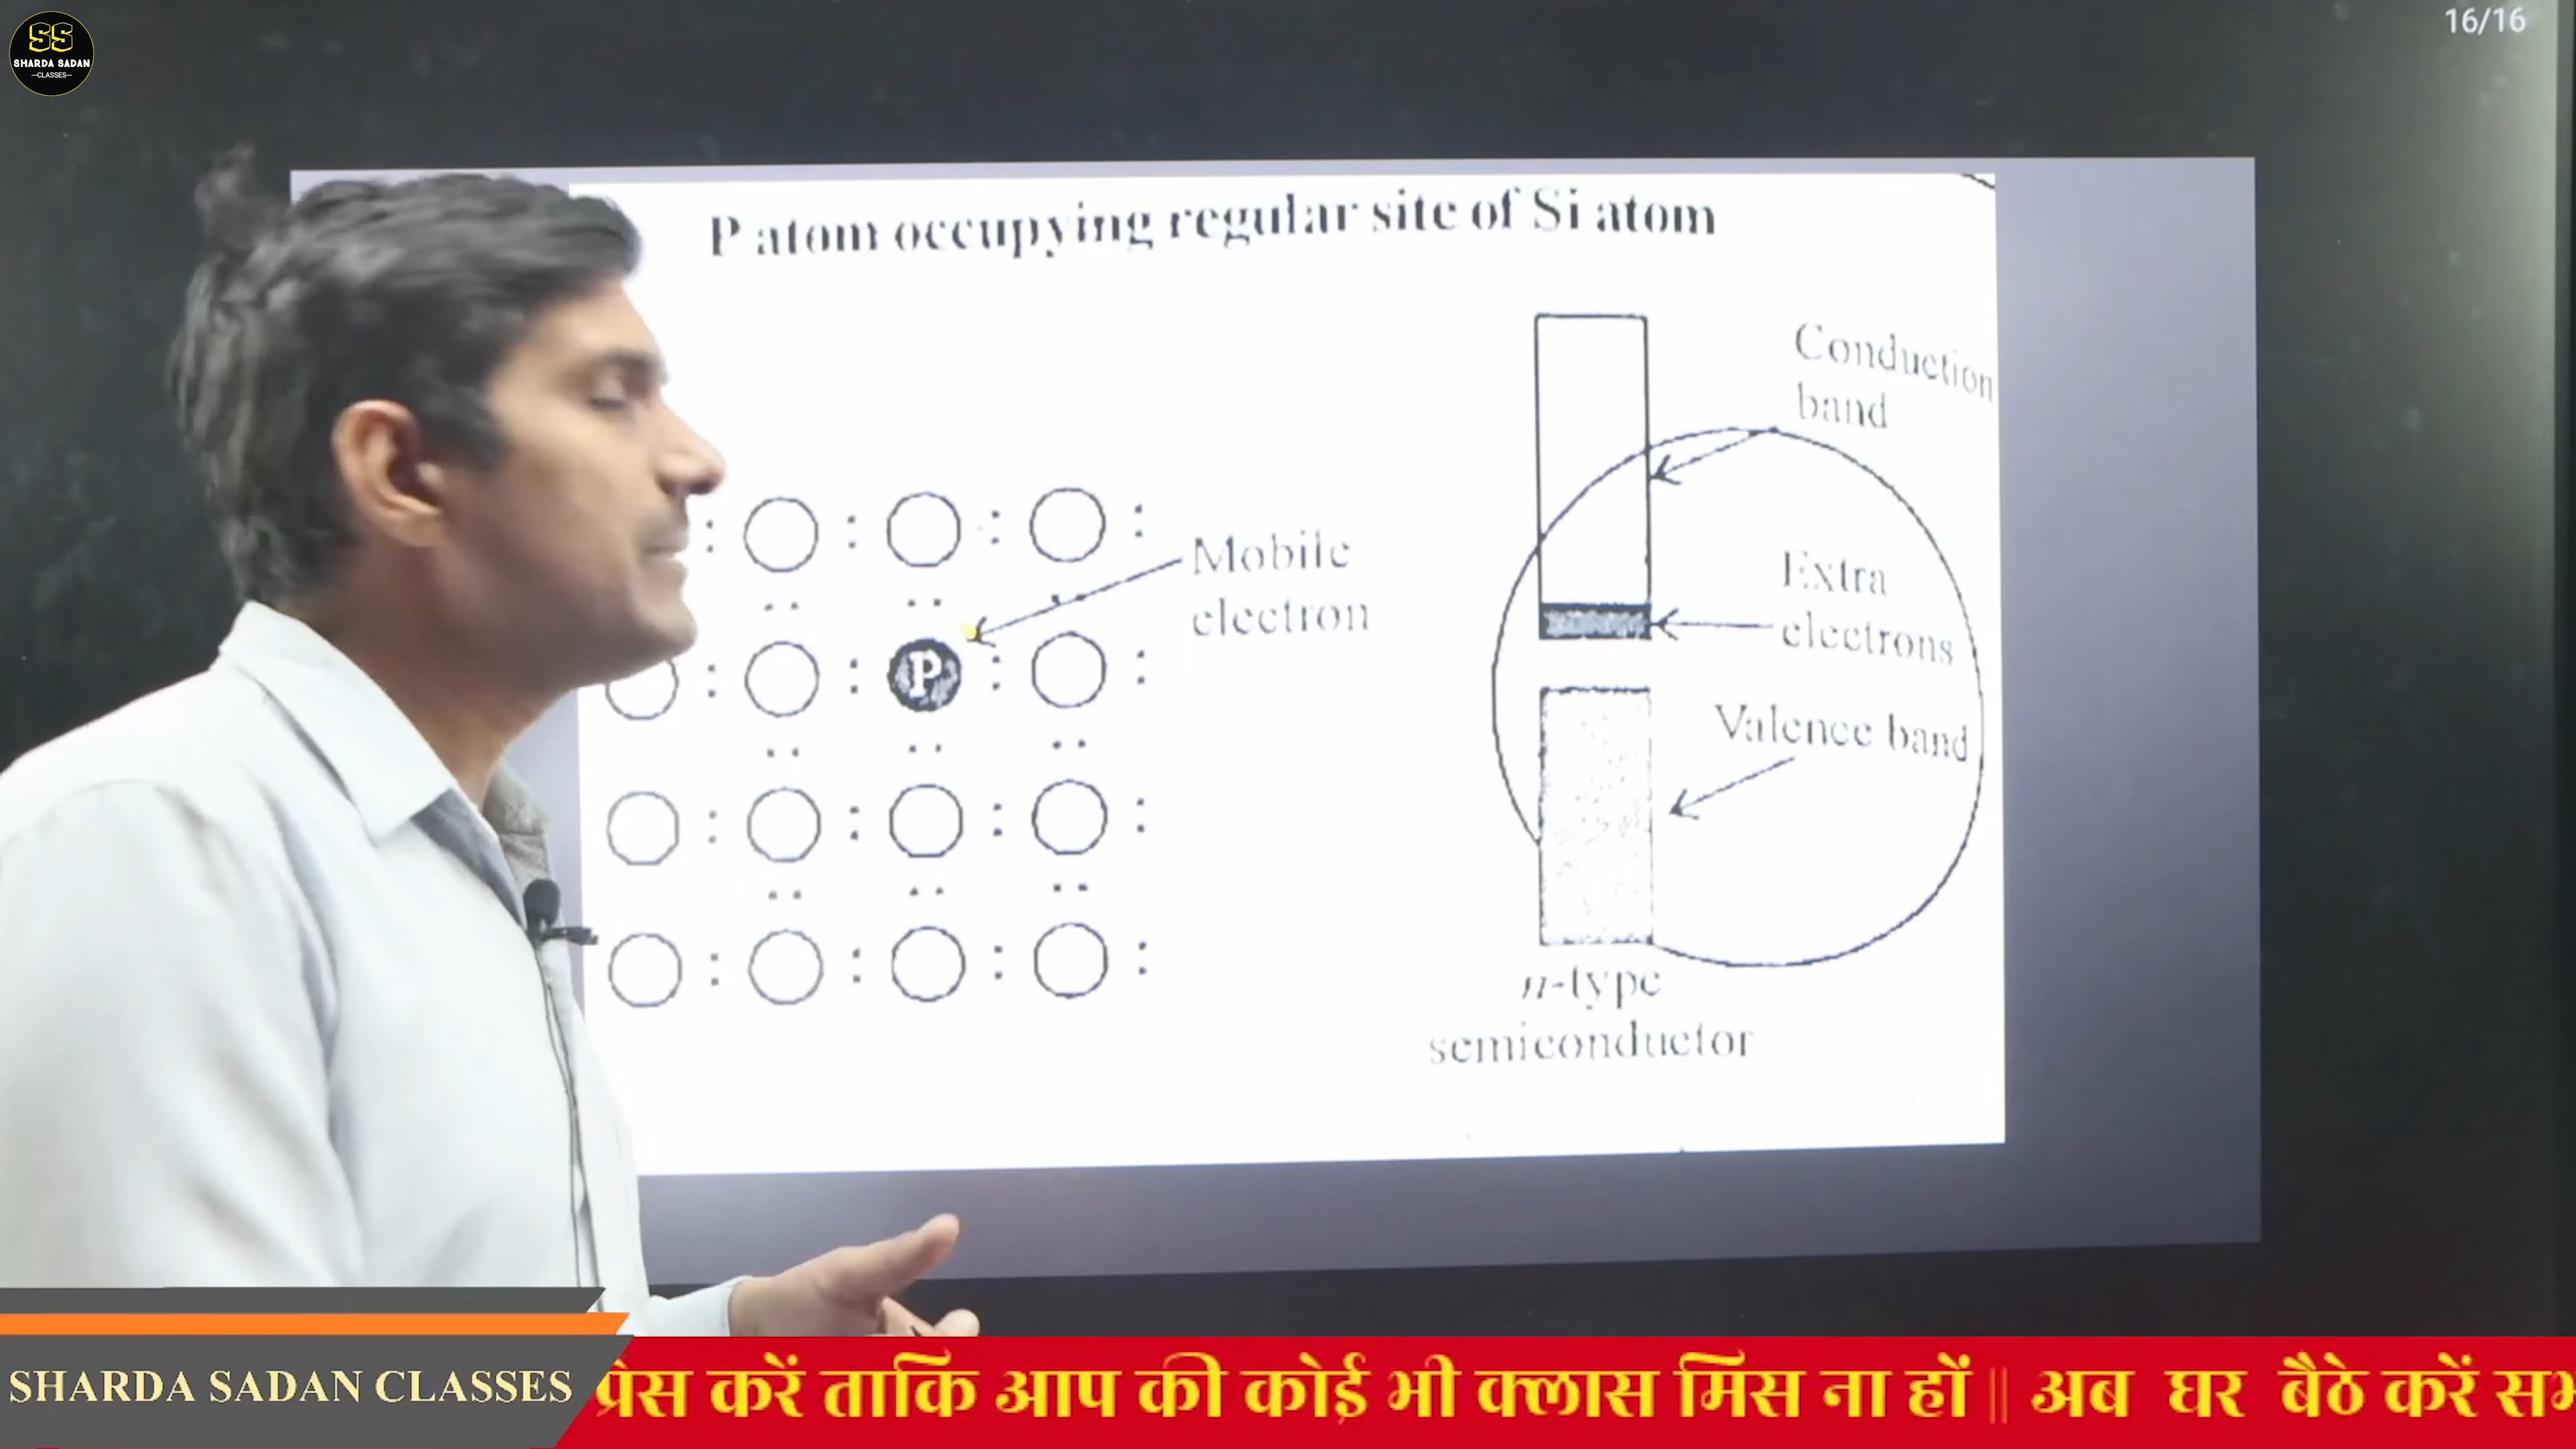 SS
SHARDA SADAN
—CLASSES—
16/16
P atom occupying regular site of Si atom
Conduction
band
Mobile
electron
Extra
electrons
P
Valence band
n-type
semiconductor
SHARDA SADAN CLASSES
प्रेस करें ताकि आप की कोई भी क्लास मिस ना हों || अब घर बैठे करें